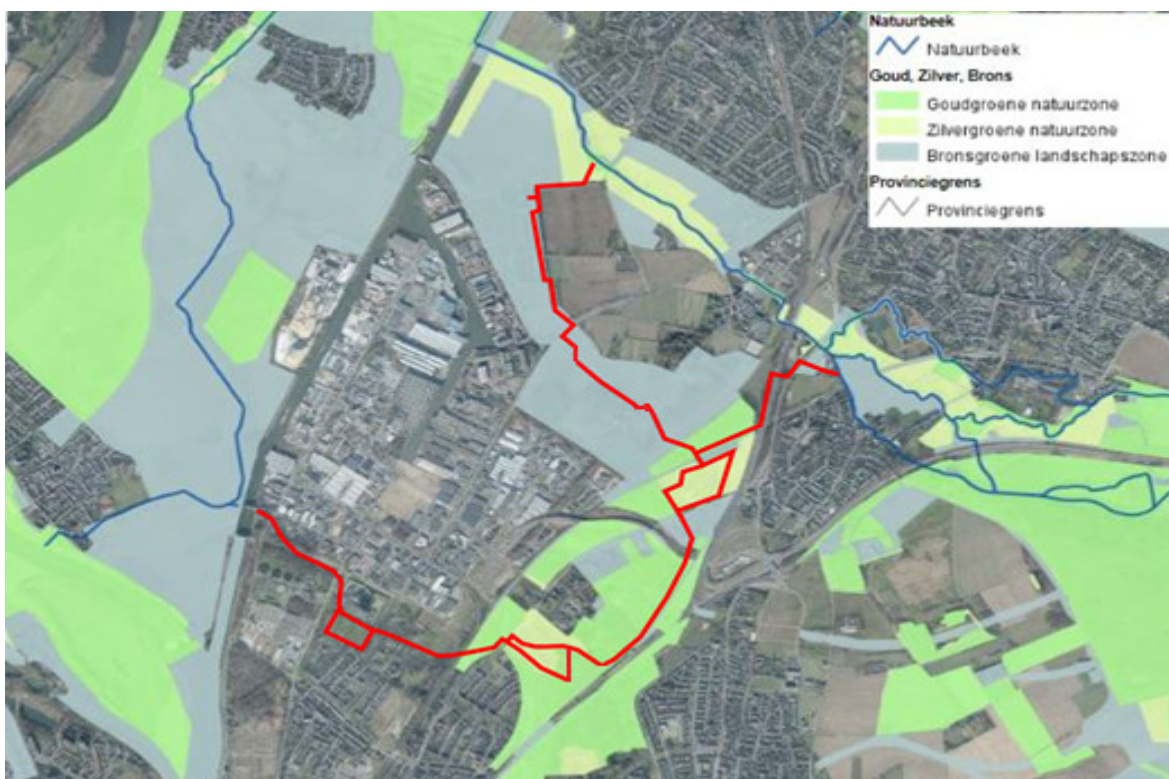 Natuurbeek
Natuurbeek
Goud, Zilver, Brons
Goudgroene natuurzone
Zilvergroene natuurzone
Bronsgroene landschapszone
Provinciegrens
Provinciegrens